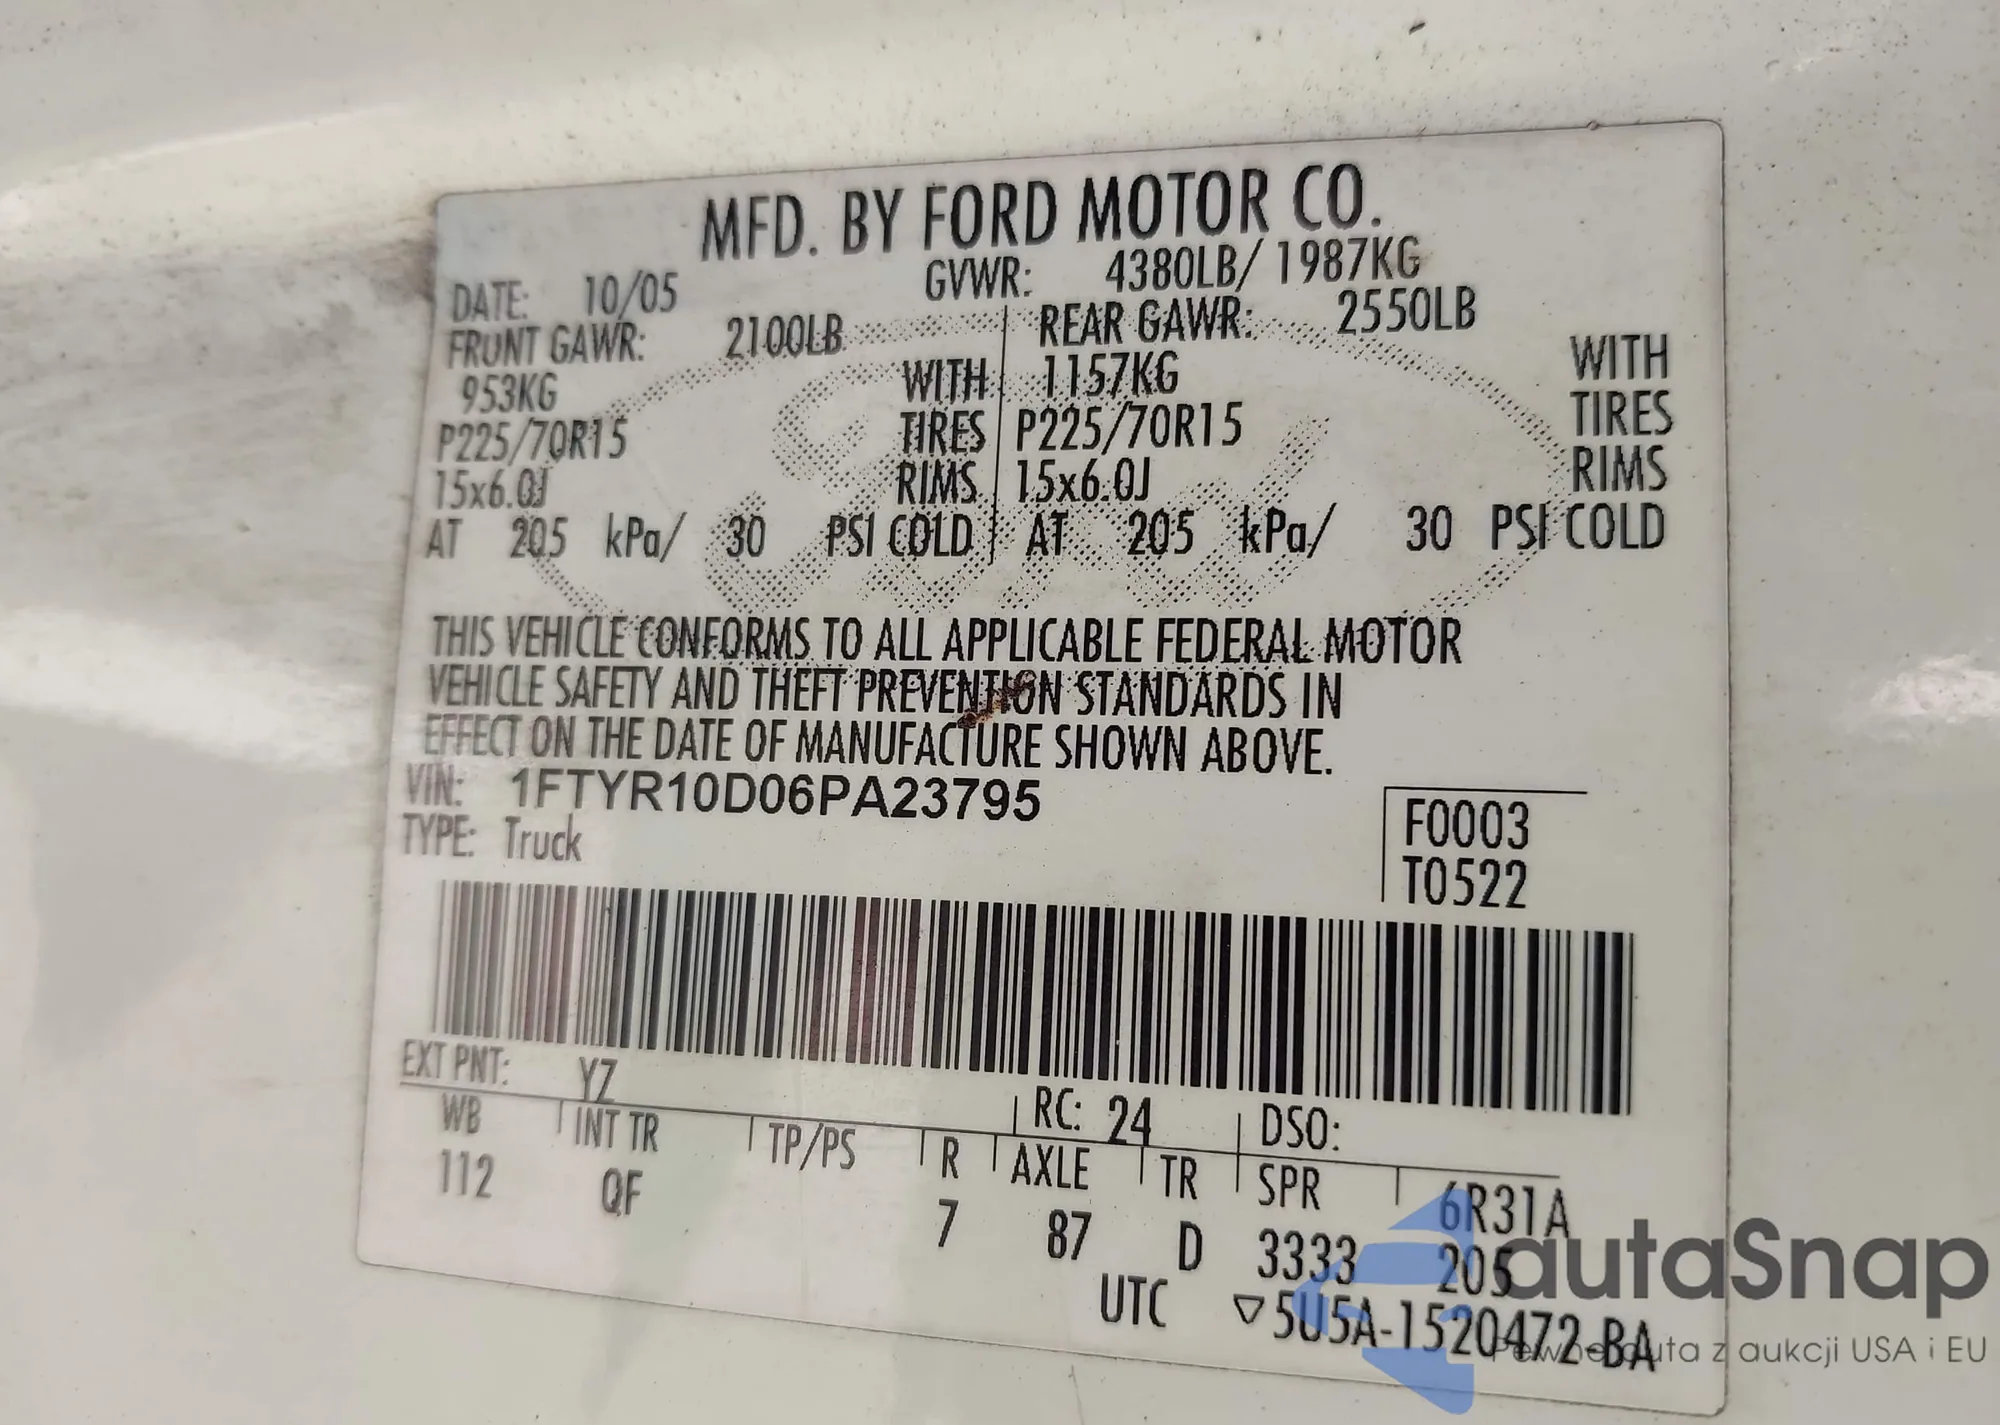 MFD. BY FORD MOTOR CO.
DATE: 10/05 GVWR: 4380LB/ 1987KG
FRONT GAWR: 2100LB REAR GAWR: 2550LB
953KG WITH 1157KG WITH
P225/70R15 TIRES P225/70R15 TIRES
15x6.0J RIMS 15x6.0J RIMS
AT 205 kPa/ 30 PSI COLD AT 205 kPa/ 30 PSI COLD
THIS VEHICLE CONFORMS TO ALL APPLICABLE FEDERAL MOTOR
VEHICLE SAFETY AND THEFT PREVENTION STANDARDS IN
EFFECT ON THE DATE OF MANUFACTURE SHOWN ABOVE.
VIN: 1FTYR10D06PA23795 F0003
TYPE: Truck T0522
EXT PNT: YZ RC: 24 DSO:
WB INT TR TP/PS R AXLE TR SPR 6R31A
112 QF 7 87 D 3333 205
UTC ▽5U5A-1520472-BA
autaSnap
Pewne auta z aukcji USA i EU